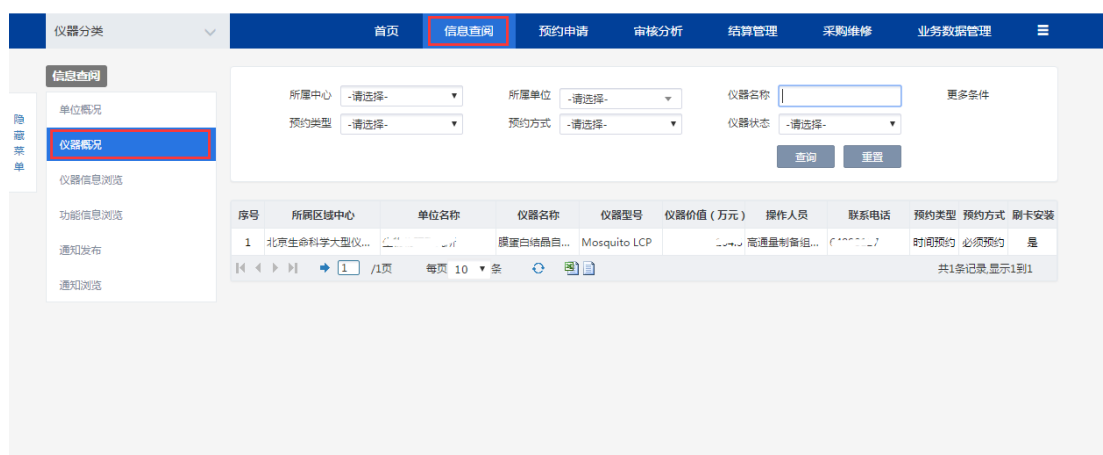 仪器分类 首页 信息查阅 预约申请 审核分析 结算管理 采购维修 业务数据管理
信息查阅
隐藏菜单
单位概况
仪器概况
仪器信息浏览
功能信息浏览
通知发布
通知浏览
所属中心 -请选择- 所属单位 -请选择- 仪器名称 更多条件
预约类型 -请选择- 预约方式 -请选择- 仪器状态 -请选择-
查询 重置
序号 所属区域中心 单位名称 仪器名称 仪器型号 仪器价值（万元） 操作人员 联系电话 预约类型 预约方式 刷卡安装
1 北京生命科学大型仪... 膜蛋白结晶自... Mosquito LCP 高通量制备组... 时间预约 必须预约 是
1 /1页 每页 10 条 共1条记录,显示1到1